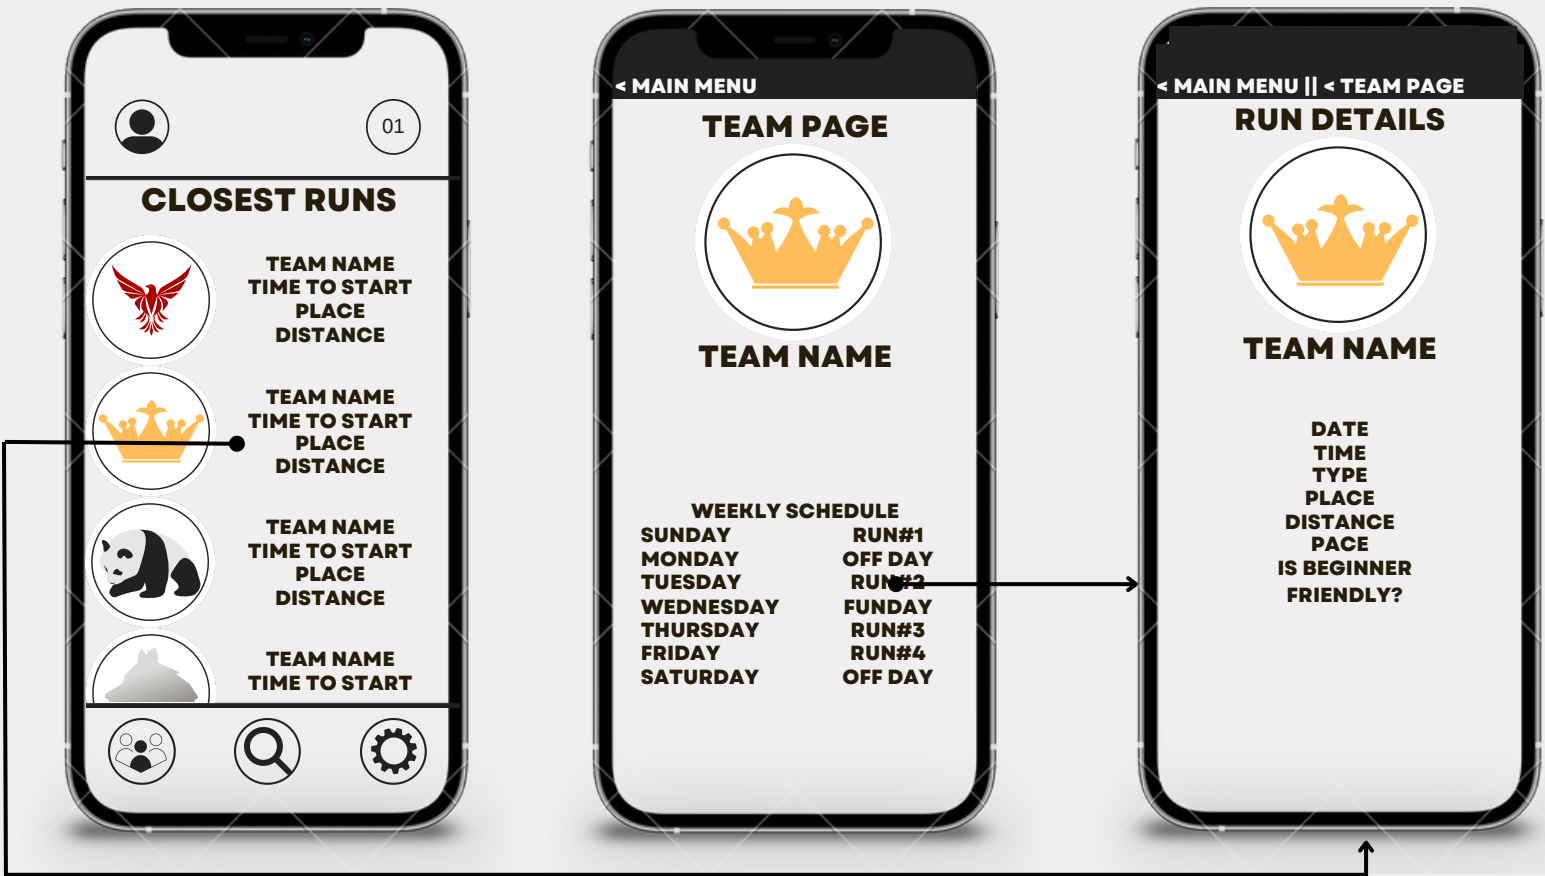 01
CLOSEST RUNS
TEAM NAME
TIME TO START
PLACE
DISTANCE
TEAM NAME
TIME TO START
PLACE
DISTANCE
TEAM NAME
TIME TO START
PLACE
DISTANCE
TEAM NAME
TIME TO START
< MAIN MENU
TEAM PAGE
TEAM NAME
WEEKLY SCHEDULE
SUNDAY RUN#1
MONDAY OFF DAY
TUESDAY RUN#2
WEDNESDAY FUNDAY
THURSDAY RUN#3
FRIDAY RUN#4
SATURDAY OFF DAY
< MAIN MENU || < TEAM PAGE
RUN DETAILS
TEAM NAME
DATE
TIME
TYPE
PLACE
DISTANCE
PACE
IS BEGINNER
FRIENDLY?